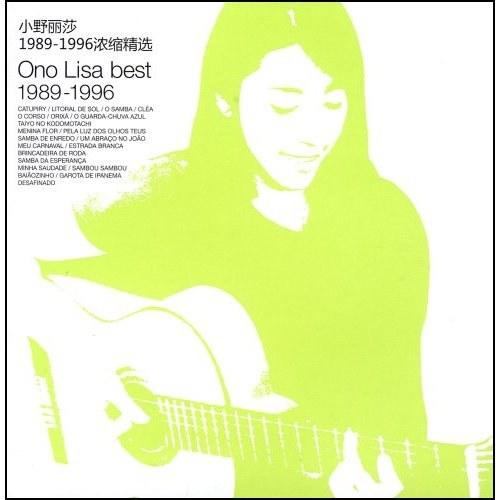 小野丽莎
1989-1996浓缩精选
Ono Lisa best
1989-1996
CATUPIRY / LITORAL DE SOL / O SAMBA / CLÉA
O CORSO / ORIXÁ / O GUARDA-CHUVA AZUL
TAIYO NO KODOMOTACHI
MENINA FLOR / PELA LUZ DOS OLHOS TEUS
SAMBA DE ENREDO / UM ABRAÇO NO JOÃO
MEU CARNAVAL / ESTRADA BRANCA
BRINCADEIRA DE RODA
SAMBA DA ESPERANÇA
MINHA SAUDADE / SAMBOU SAMBOU
BAIÃOZINHO / GAROTA DE IPANEMA
DESAFINADO